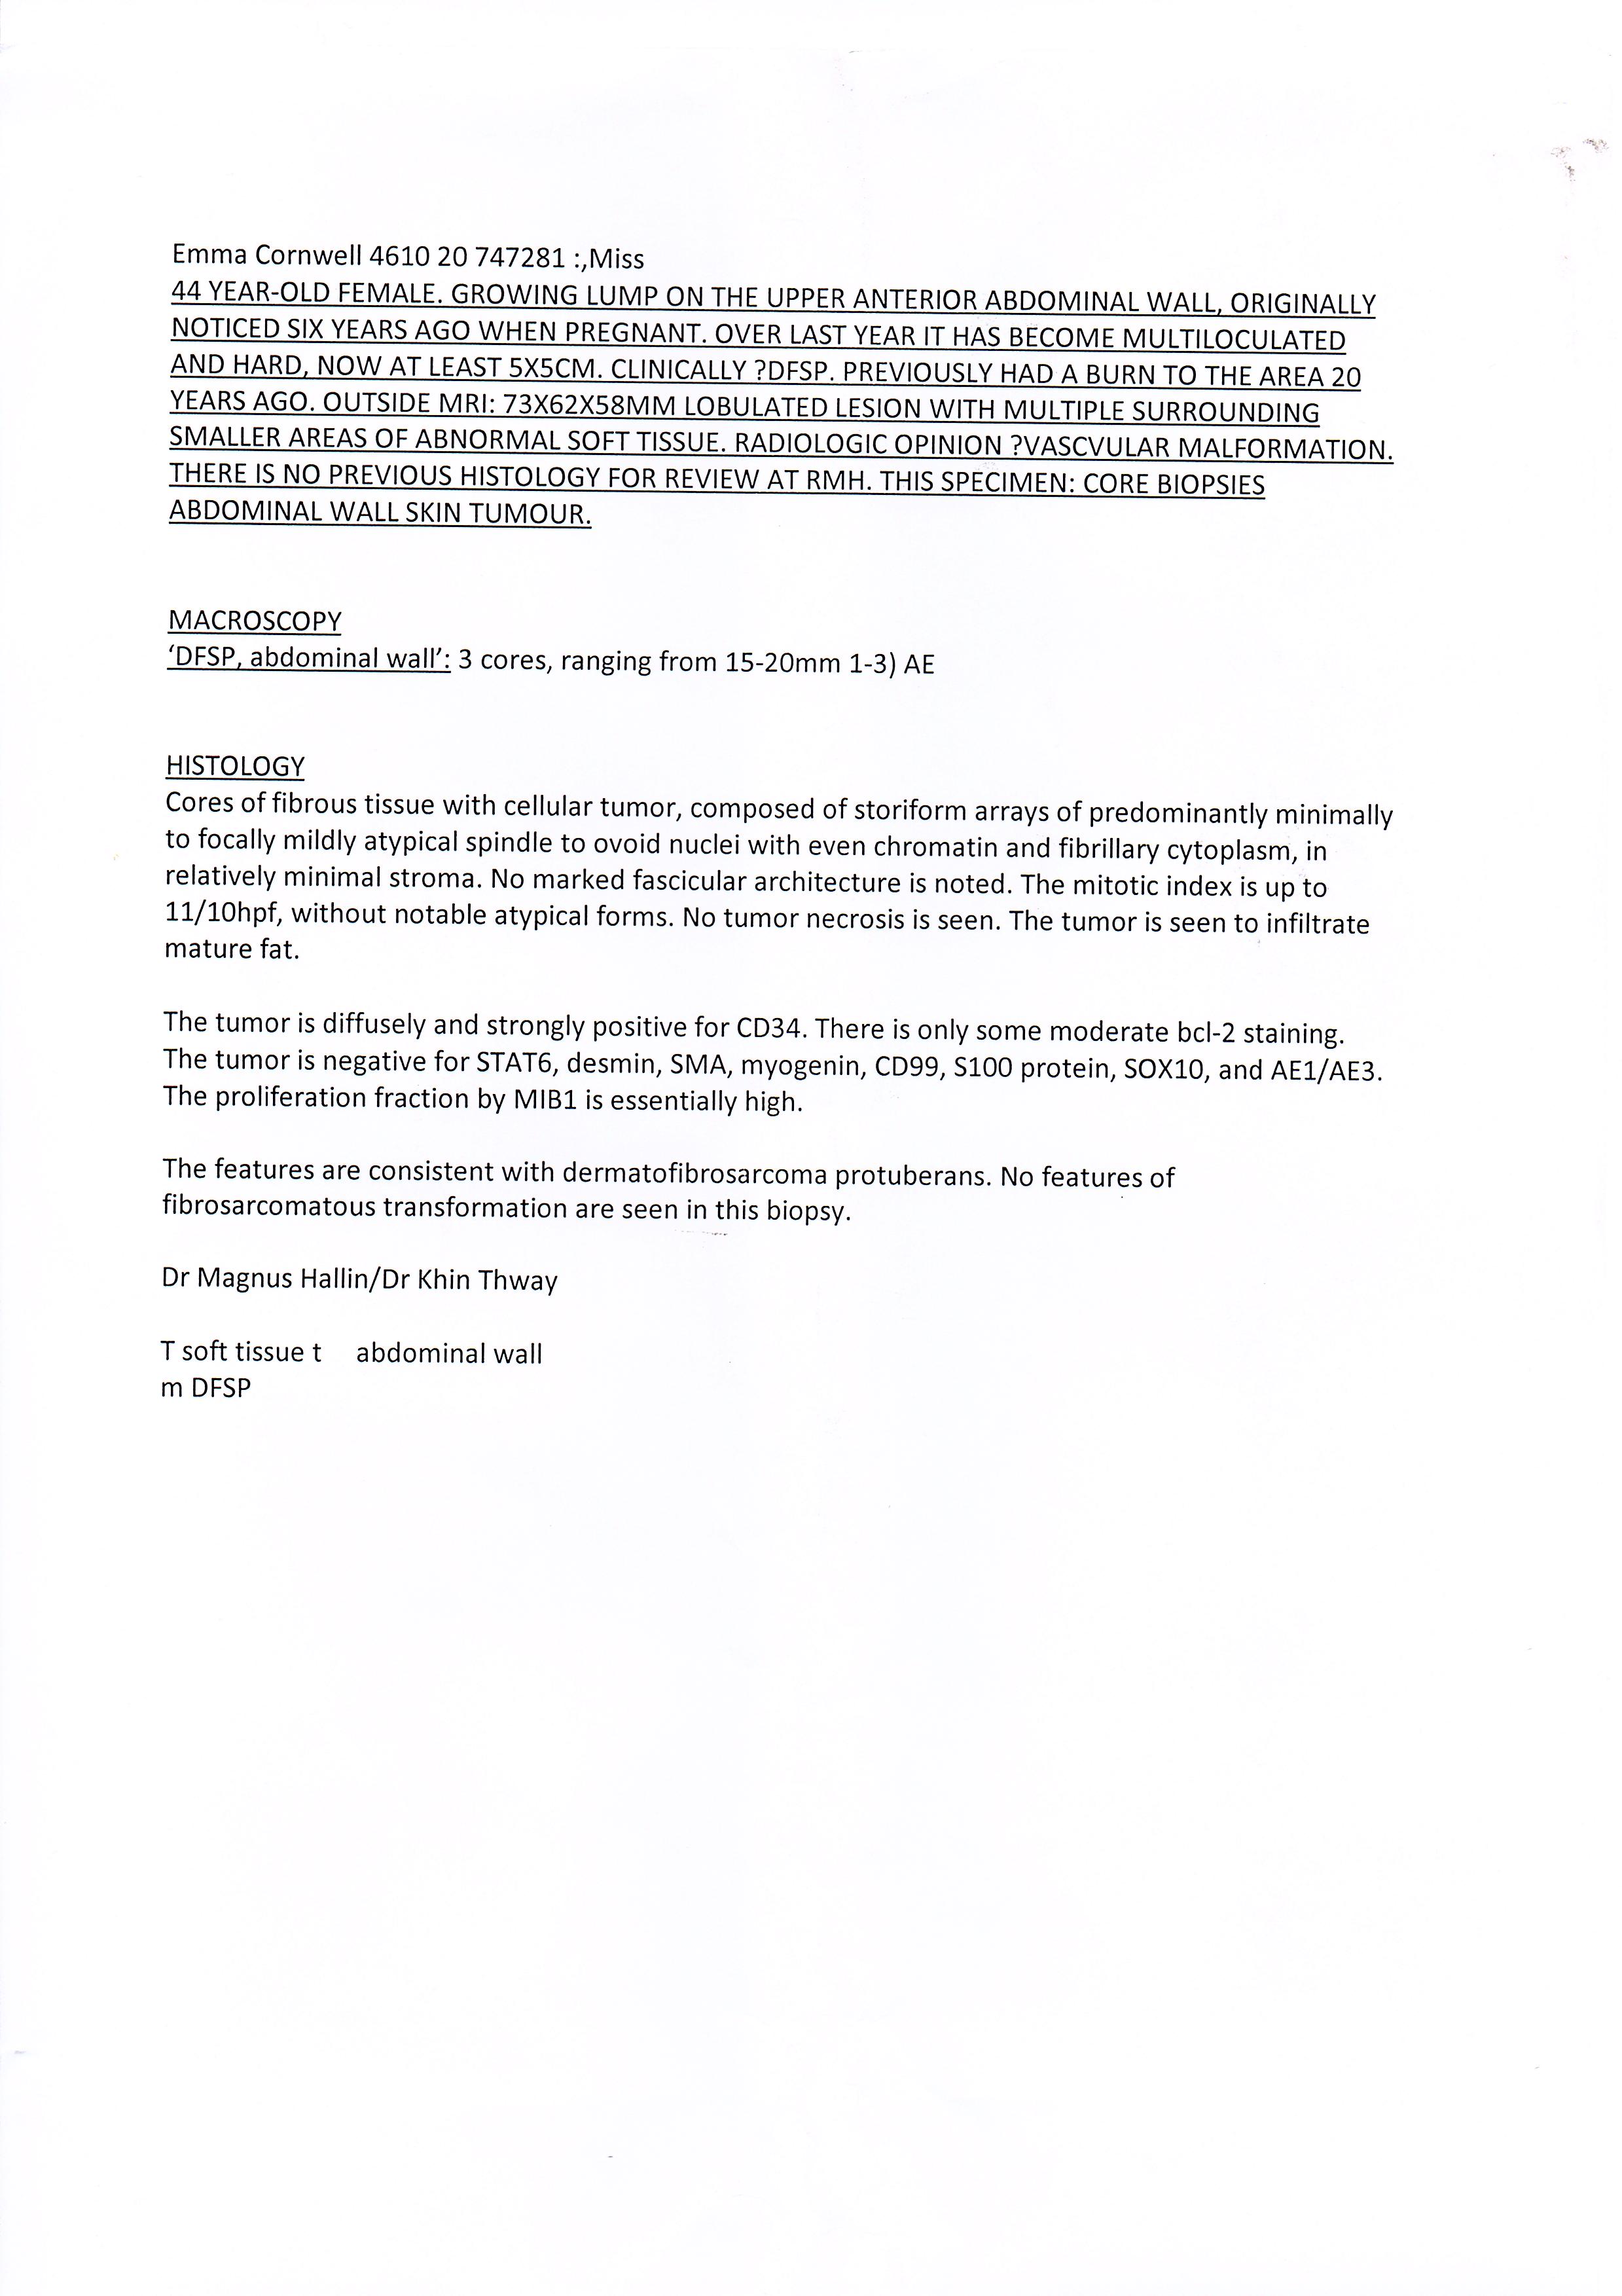 Emma Cornwell 4610 20 747281 :,Miss
44 YEAR-OLD FEMALE. GROWING LUMP ON THE UPPER ANTERIOR ABDOMINAL WALL, ORIGINALLY
NOTICED SIX YEARS AGO WHEN PREGNANT. OVER LAST YEAR IT HAS BECOME MULTILOCULATED
AND HARD, NOW AT LEAST 5X5CM. CLINICALLY ?DFSP. PREVIOUSLY HAD A BURN TO THE AREA 20
YEARS AGO. OUTSIDE MRI: 73X62X58MM LOBULATED LESION WITH MULTIPLE SURROUNDING
SMALLER AREAS OF ABNORMAL SOFT TISSUE. RADIOLOGIC OPINION ?VASCVULAR MALFORMATION.
THERE IS NO PREVIOUS HISTOLOGY FOR REVIEW AT RMH. THIS SPECIMEN: CORE BIOPSIES
ABDOMINAL WALL SKIN TUMOUR.
MACROSCOPY
‘DFSP, abdominal wall’: 3 cores, ranging from 15-20mm 1-3) AE
HISTOLOGY
Cores of fibrous tissue with cellular tumor, composed of storiform arrays of predominantly minimally
to focally mildly atypical spindle to ovoid nuclei with even chromatin and fibrillary cytoplasm, in
relatively minimal stroma. No marked fascicular architecture is noted. The mitotic index is up to
11/10hpf, without notable atypical forms. No tumor necrosis is seen. The tumor is seen to infiltrate
mature fat.
The tumor is diffusely and strongly positive for CD34. There is only some moderate bcl-2 staining.
The tumor is negative for STAT6, desmin, SMA, myogenin, CD99, S100 protein, SOX10, and AE1/AE3.
The proliferation fraction by MIB1 is essentially high.
The features are consistent with dermatofibrosarcoma protuberans. No features of
fibrosarcomatous transformation are seen in this biopsy.
Dr Magnus Hallin/Dr Khin Thway
T soft tissue t abdominal wall
m DFSP